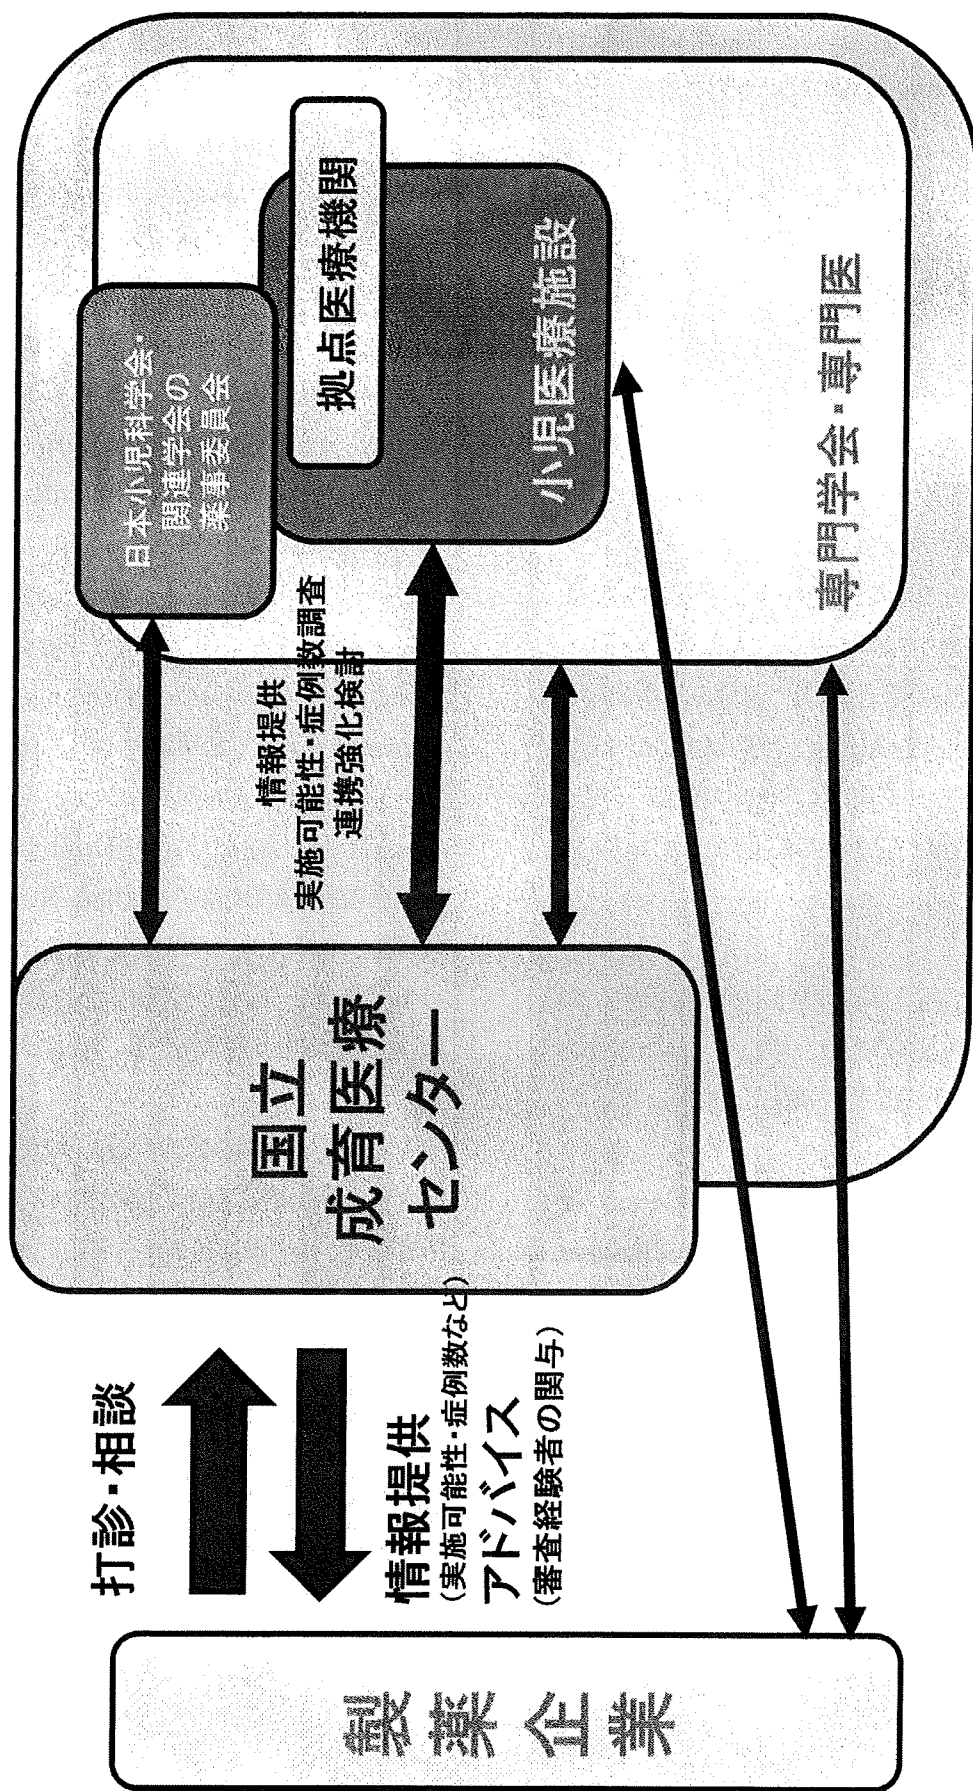 製薬企業
打診・相談
情報提供
(実施可能性・症例数など)
アドバイス
(審査経験者の関与)
国立
成育医療
センター
情報提供
実施可能性・症例数調査
連携強化検討
日本小児科学会・
関連学会の
薬事委員会
拠点医療機関
小児医療施設
専門学会・専門医